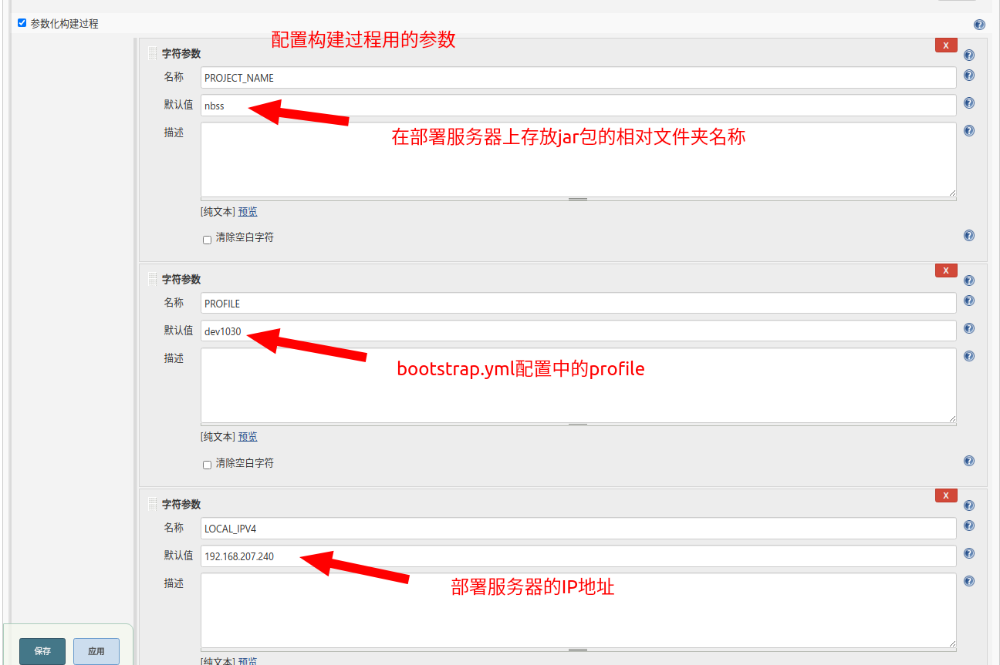 参数化构建过程
配置构建过程用的参数
字符参数
X
名称 PROJECT_NAME
默认值 nbss
描述
在部署服务器上存放jar包的相对文件夹名称
[纯文本] 预览
清除空白字符
字符参数
X
名称 PROFILE
默认值 dev1030
描述
bootstrap.yml配置中的profile
[纯文本] 预览
清除空白字符
字符参数
X
名称 LOCAL_IPV4
默认值 192.168.207.240
描述
部署服务器的IP地址
保存 应用
[纯文本] 预览